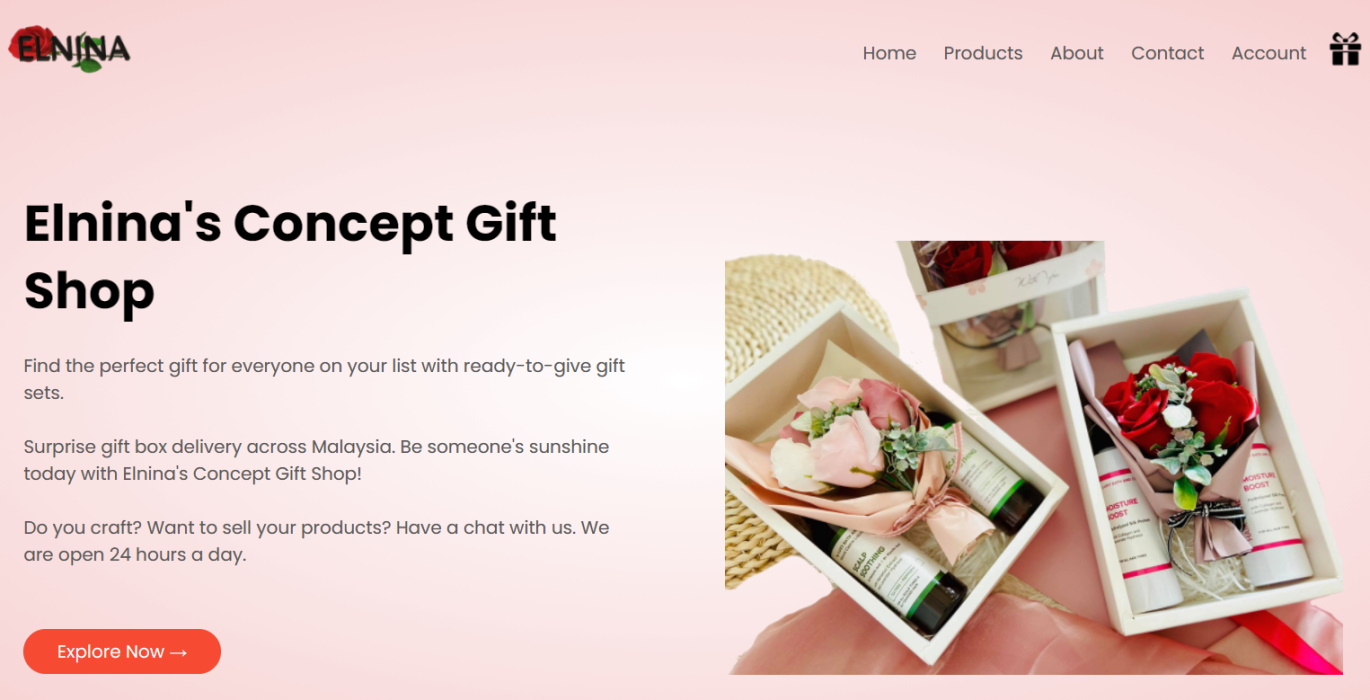 ELNINA
Home Products About Contact Account
Elnina's Concept Gift
Shop
Find the perfect gift for everyone on your list with ready-to-give gift
sets.
Surprise gift box delivery across Malaysia. Be someone's sunshine
today with Elnina's Concept Gift Shop!
Do you craft? Want to sell your products? Have a chat with us. We
are open 24 hours a day.
Explore Now →
SCALP
SOOTHING
MOISTURE
BOOST
MOISTURE
BOOST